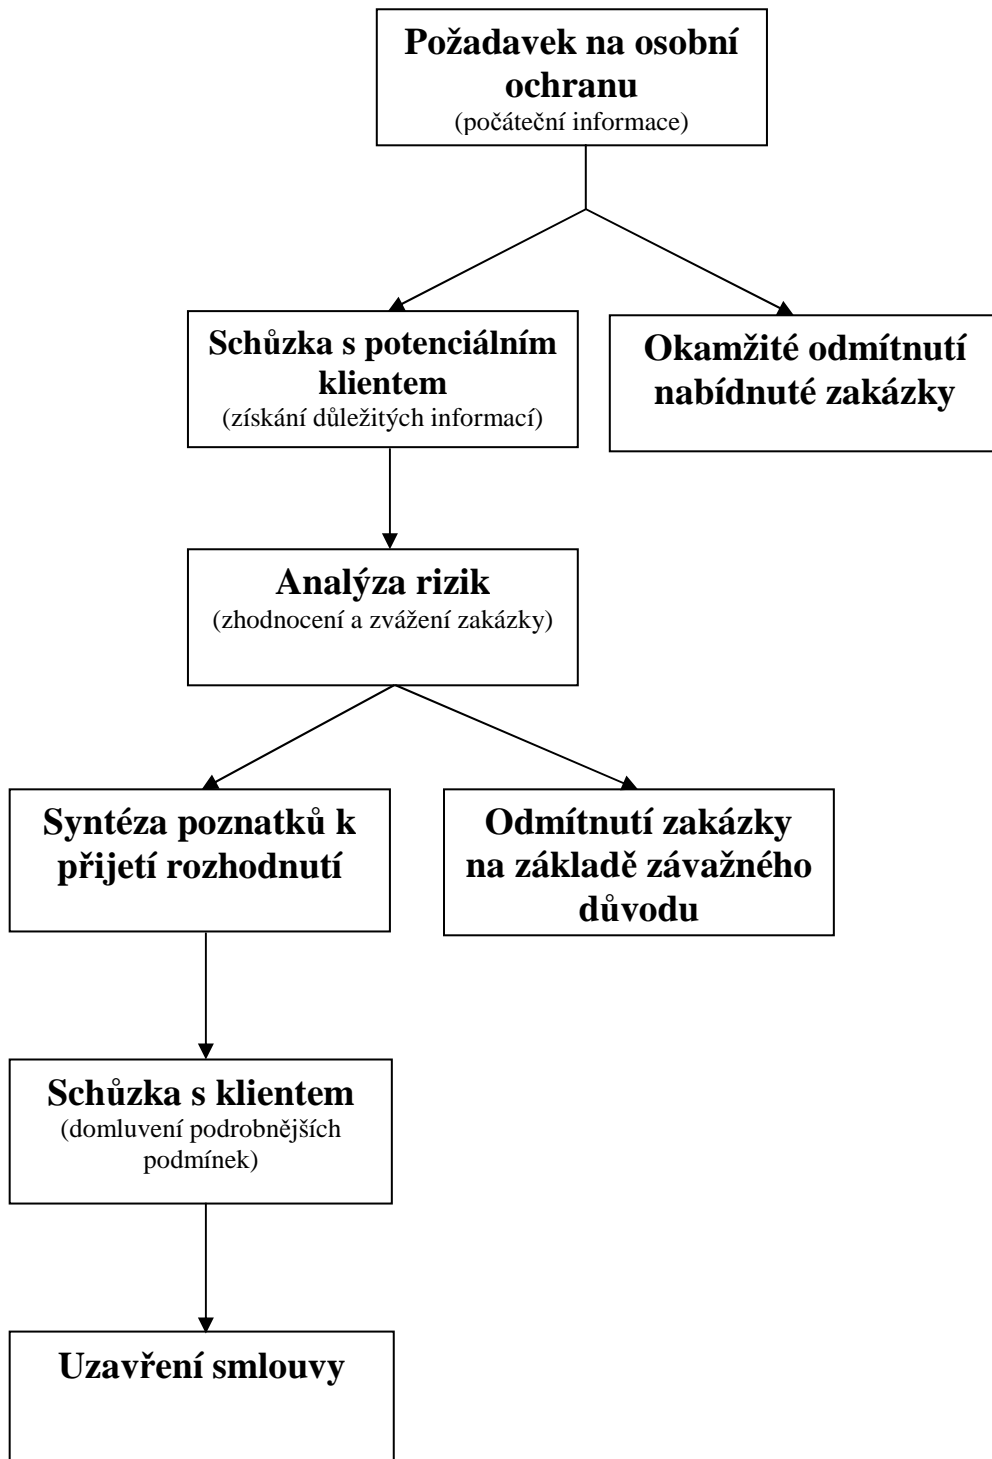 Požadavek na osobní
ochranu
(počáteční informace)
Schůzka s potenciálním
klientem
(získání důležitých informací)
Okamžité odmítnutí
nabídnuté zakázky
Analýza rizik
(zhodnocení a zvážení zakázky)
Syntéza poznatků k
přijetí rozhodnutí
Odmítnutí zakázky
na základě závažného
důvodu
Schůzka s klientem
(domluvení podrobnějších
podmínek)
Uzavření smlouvy